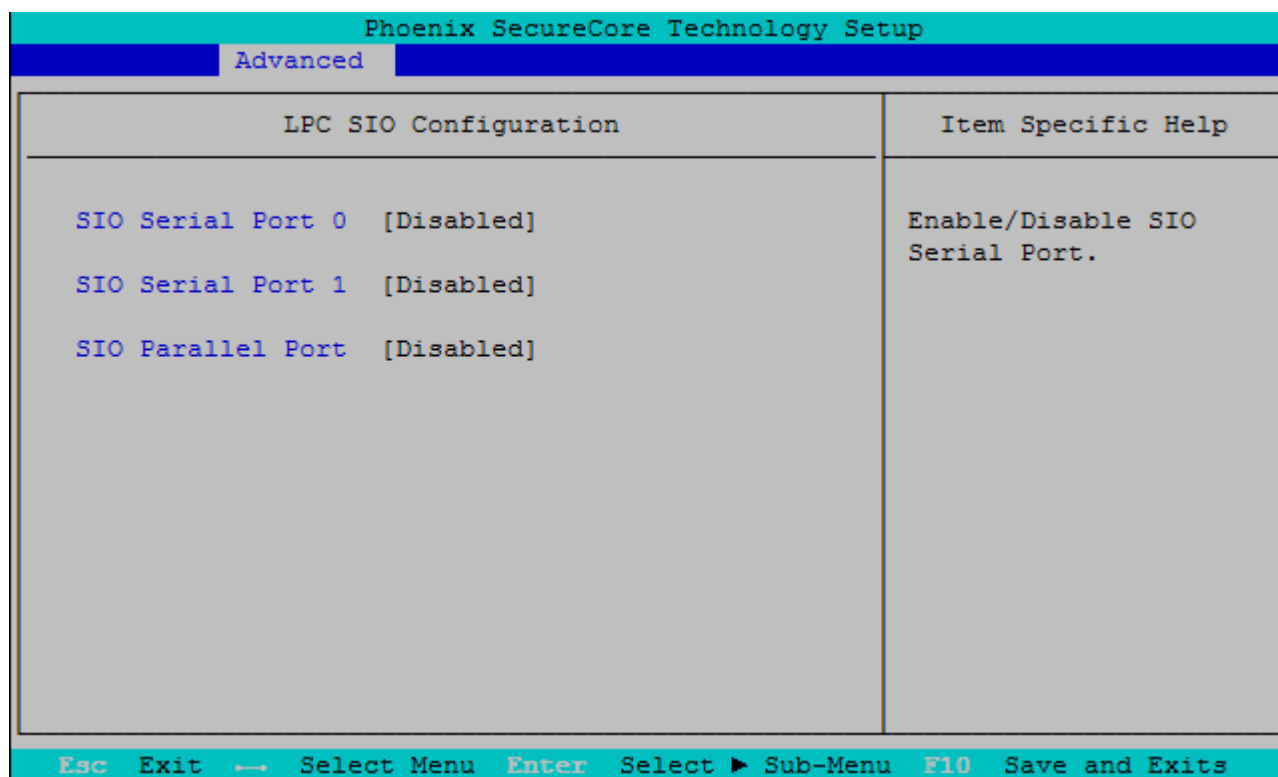 Phoenix SecureCore Technology Setup
Advanced
LPC SIO Configuration
Item Specific Help
SIO Serial Port 0 [Disabled]
SIO Serial Port 1 [Disabled]
SIO Parallel Port [Disabled]
Enable/Disable SIO
Serial Port.
Esc Exit ←→ Select Menu Enter Select ► Sub-Menu F10 Save and Exits